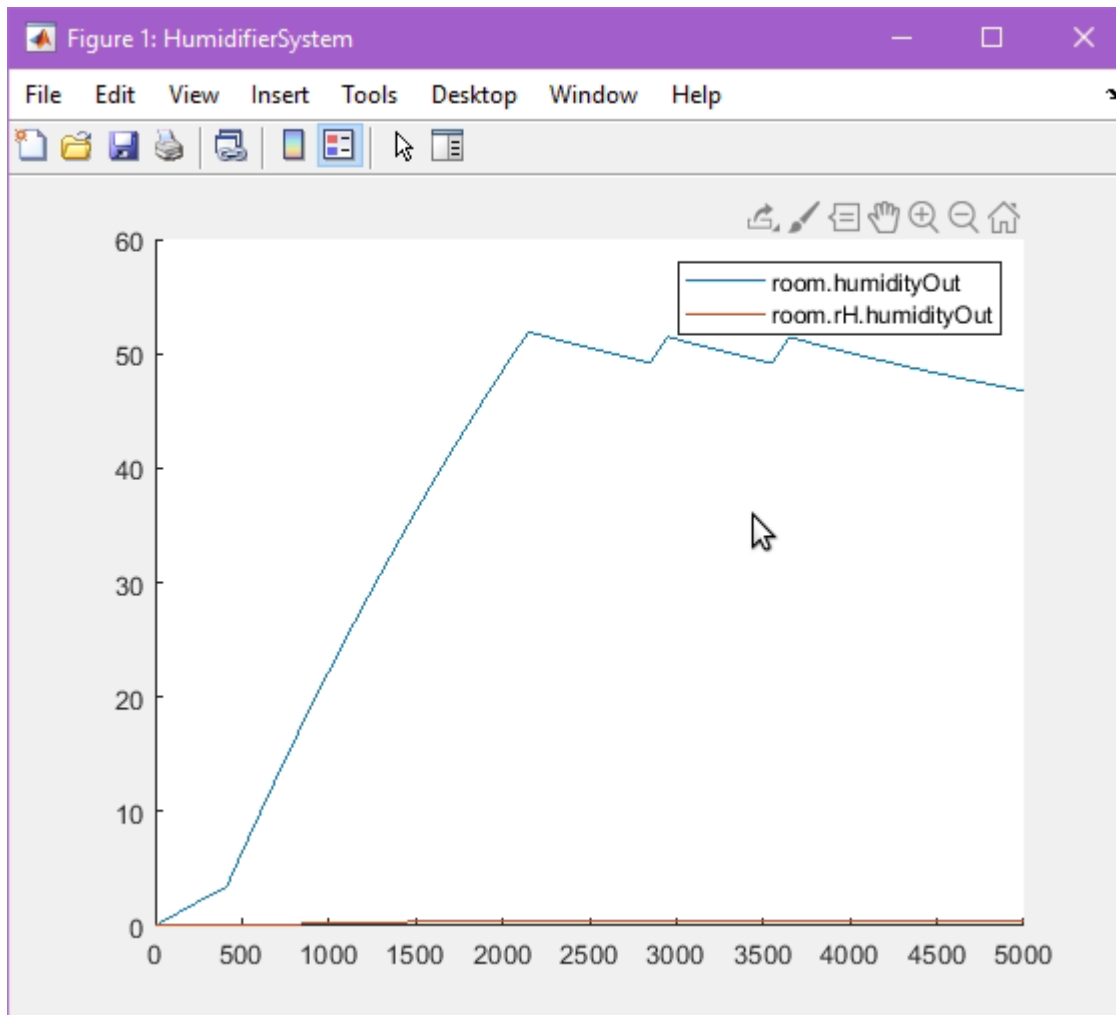 Figure 1: HumidifierSystem
File Edit View Insert Tools Desktop Window Help
60
room.humidityOut
room.rH.humidityOut
50
40
30
20
10
0
0 500 1000 1500 2000 2500 3000 3500 4000 4500 5000